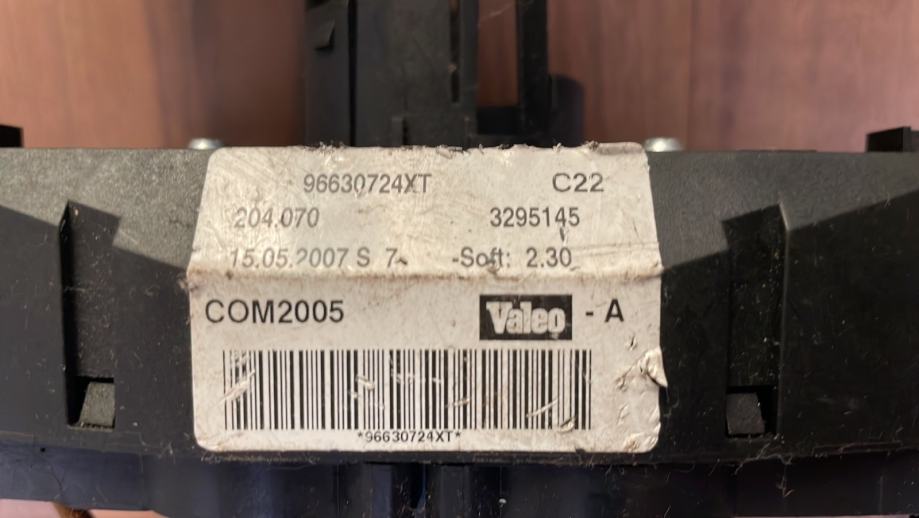 96630724XT C22
204.070 3295145
15.05.2007 S 7 -Soft: 2.30
COM2005 Valeo - A
*96630724XT*